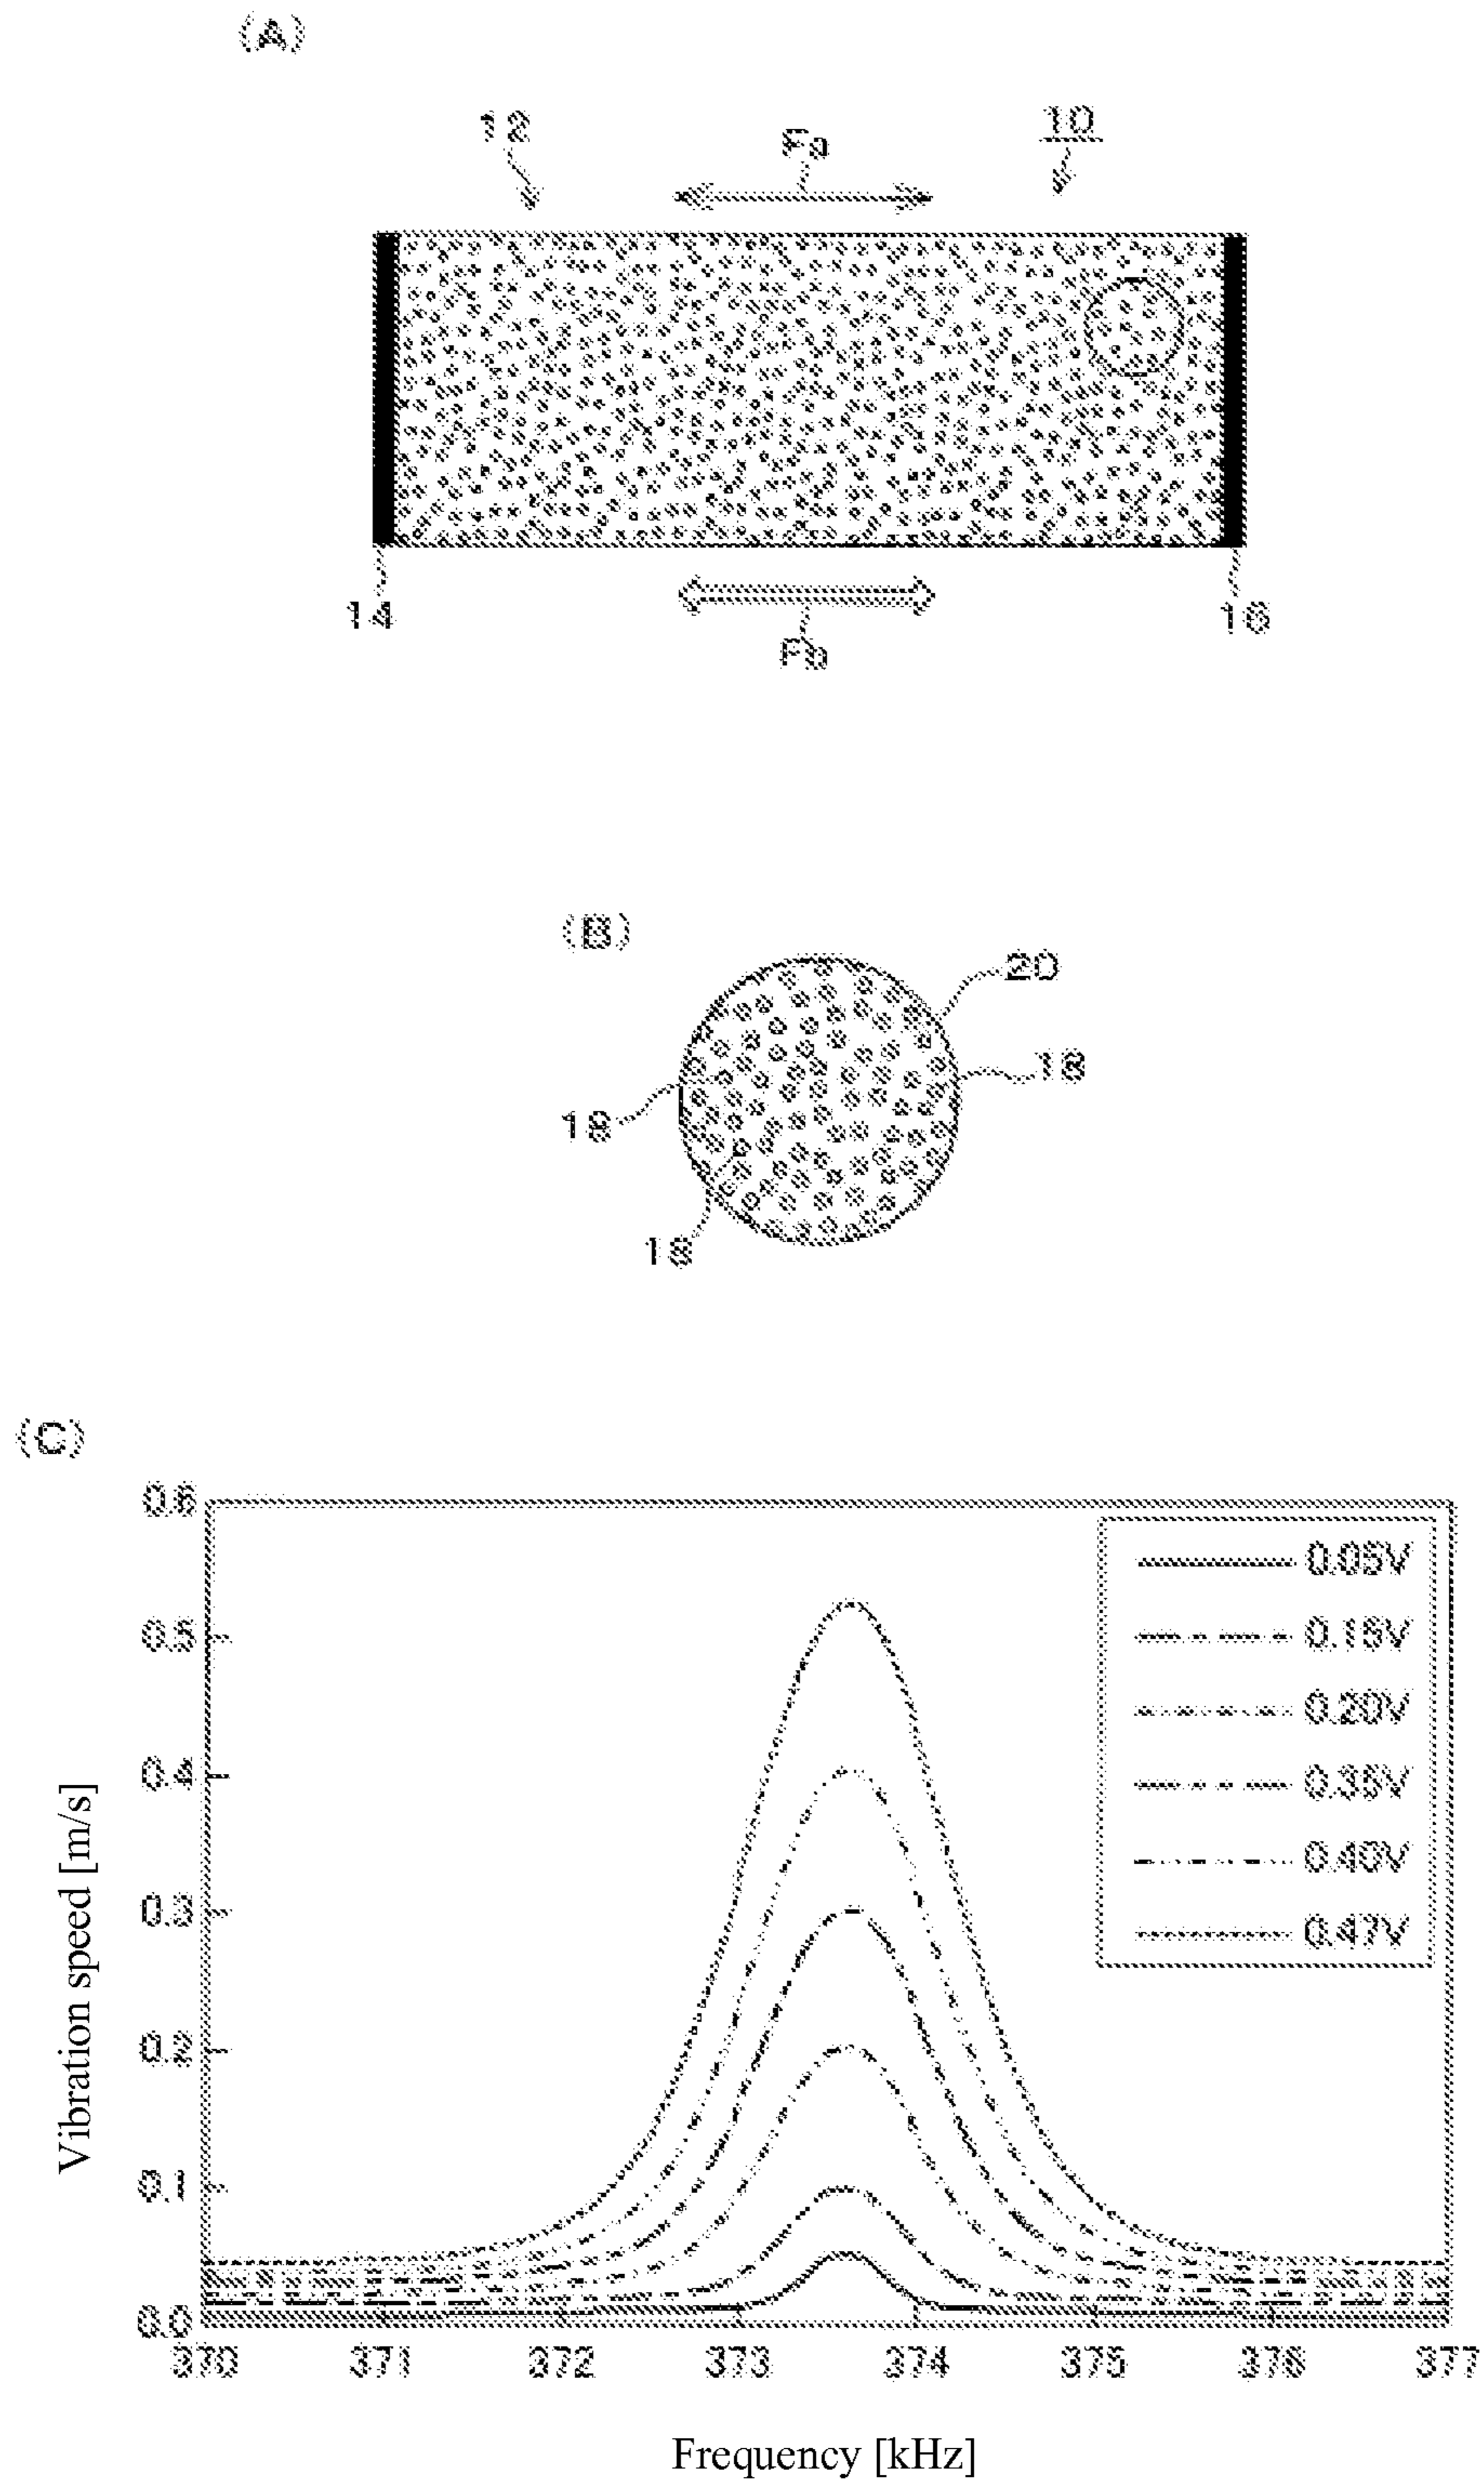 (A)
12
Fa
10
14
Fb
16
(B)
20
18
18
18
(C)
0.6
0.05V
0.15V
0.5
0.20V
0.4
0.35V
0.40V
0.3
0.47V
0.2
0.1
0.0
370 371 372 373 374 375 376 377
Vibration speed [m/s]
Frequency [kHz]